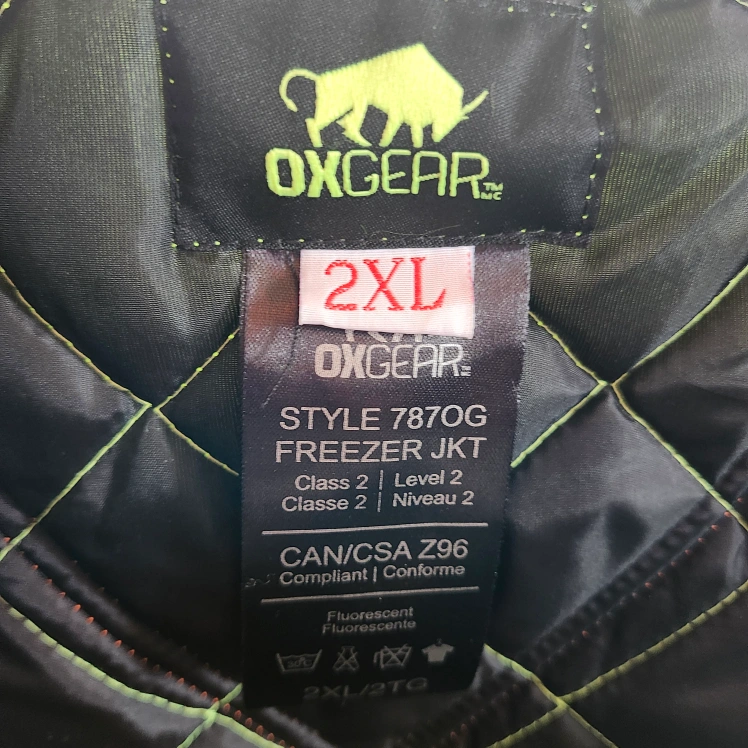 OXGEAR TM
MC
2XL
OXGEAR
STYLE 787OG
FREEZER JKT
Class 2 | Level 2
Classe 2 | Niveau 2
CAN/CSA Z96
Compliant | Conforme
Fluorescent
Fluorescente
2XL/2TG